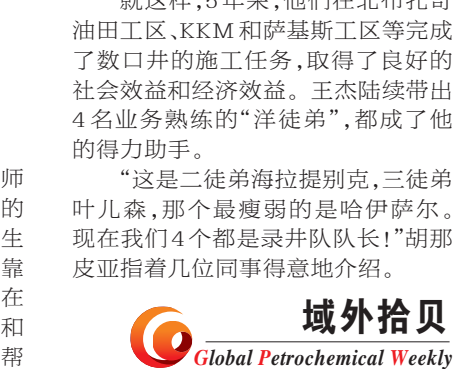 就这样,5年来,他们在北布扎奇
油田工区、KKM和萨基斯工区等完成
了数口井的施工任务,取得了良好的
社会效益和经济效益。王杰陆续带出
4名业务熟练的“洋徒弟”,都成了他
的得力助手。
“这是二徒弟海拉提别克,三徒弟
叶儿森,那个最瘦弱的是哈伊萨尔。
现在我们4个都是录井队队长!”胡那
皮亚指着几位同事得意地介绍。
师
的
生
靠
在
和
帮
域外拾贝
Global Petrochemical Weekly